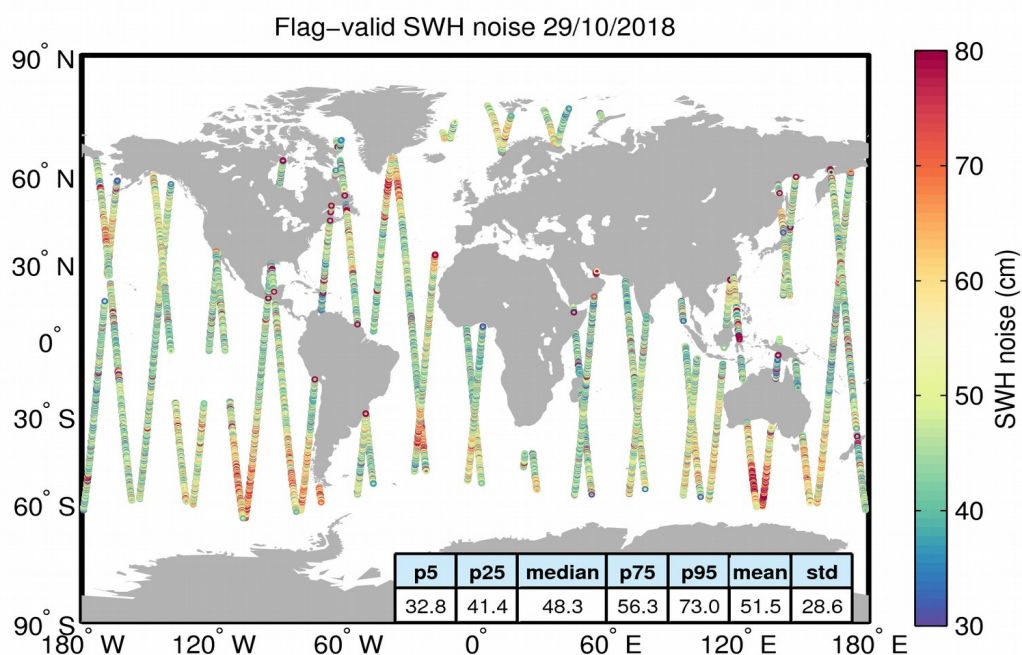 Flag−valid SWH noise 29/10/2018
90° N
60° N
30° N
0°
30° S
60° S
90° S
180° W
120° W
60° W
0°
60° E
120° E
180° E
p5 p25 median p75 p95 mean std
32.8 41.4 48.3 56.3 73.0 51.5 28.6
80
70
60
50
40
30
SWH noise (cm)